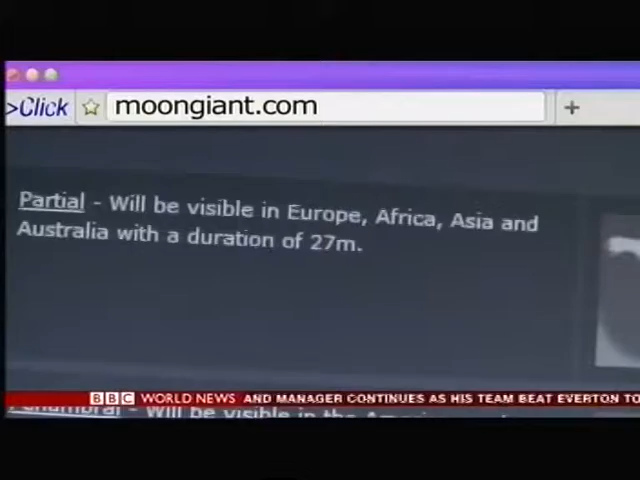 >Click
moongiant.com
+
Partial - Will be visible in Europe, Africa, Asia and
Australia with a duration of 27m.
BBC WORLD NEWS AND MANAGER CONTINUES AS HIS TEAM BEAT EVERTON TO
Penumbral - Will be visible in the